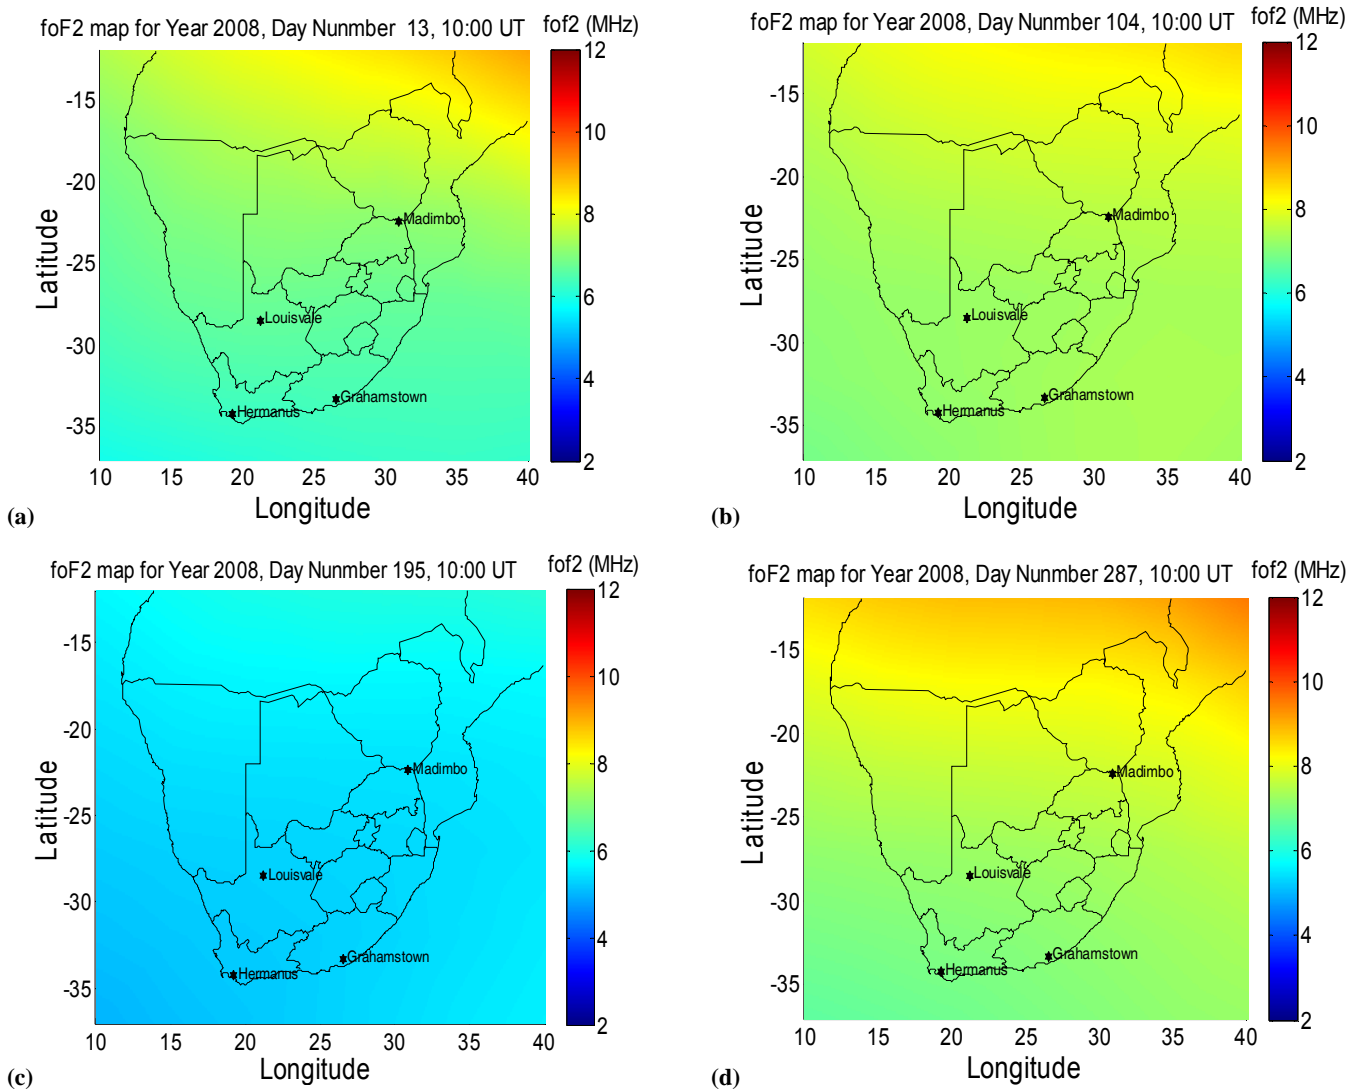 foF2 map for Year 2008, Day Nunmber 13, 10:00 UT
fof2 (MHz)
12
10
8
6
4
2
-15
-20
-25
-30
-35
Latitude
Madimbo
Louisvale
Grahamstown
Hermanus
10 15 20 25 30 35 40
Longitude
(a)
foF2 map for Year 2008, Day Nunmber 104, 10:00 UT
fof2 (MHz)
12
10
8
6
4
2
-15
-20
-25
-30
-35
Latitude
Madimbo
Louisvale
Grahamstown
Hermanus
10 15 20 25 30 35 40
Longitude
(b)
foF2 map for Year 2008, Day Nunmber 195, 10:00 UT
fof2 (MHz)
12
10
8
6
4
2
-15
-20
-25
-30
-35
Latitude
Madimbo
Louisvale
Grahamstown
Hermanus
10 15 20 25 30 35 40
Longitude
(c)
foF2 map for Year 2008, Day Nunmber 287, 10:00 UT
fof2 (MHz)
12
10
8
6
4
2
-15
-20
-25
-30
-35
Latitude
Madimbo
Louisvale
Grahamstown
Hermanus
10 15 20 25 30 35 40
Longitude
(d)